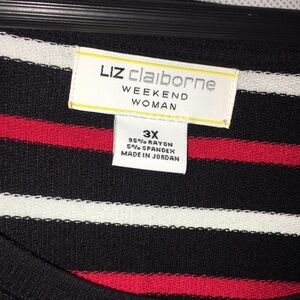 LIZ claiborne
WEEKEND
WOMAN
3X
95% RAYON
5% SPANDEX
MADE IN JORDAN